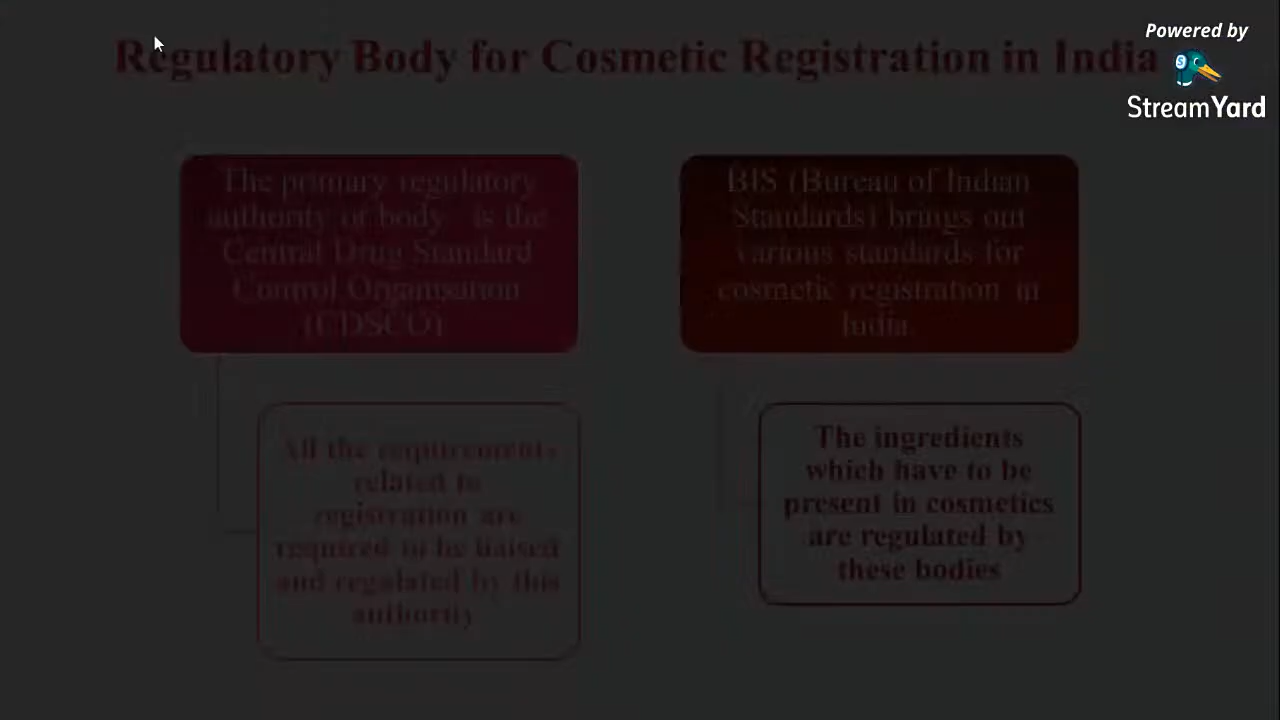 Powered by
StreamYard
Regulatory Body for Cosmetic Registration in India
The primary regulatory
authority or body is the
Central Drug Standard
Control Organisation
(CDSCO)
BIS (Bureau of Indian
Standards) brings out
various standards for
cosmetic registration in
India.
All the requirements
related to
registration are
required to be liaised
and regulated by this
authority
The ingredients
which have to be
present in cosmetics
are regulated by
these bodies